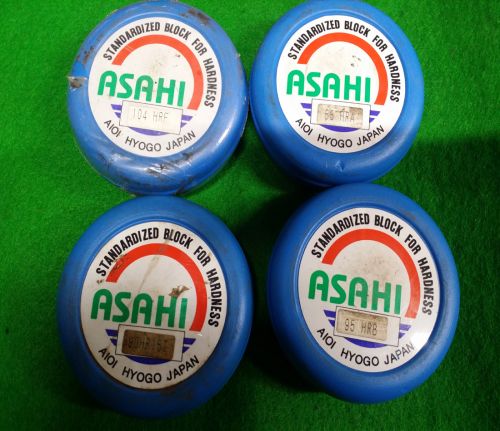 STANDARDIZED BLOCK FOR HARDNESS
ASAHI
104 HRF
AIOI HYOGO JAPAN
STANDARDIZED BLOCK FOR HARDNESS
ASAHI
HRA
AIOI HYOGO JAPAN
STANDARDIZED BLOCK FOR HARDNESS
ASAHI
AIOI HYOGO JAPAN
STANDARDIZED BLOCK FOR HARDNESS
ASAHI
95 HRB
AIOI HYOGO JAPAN